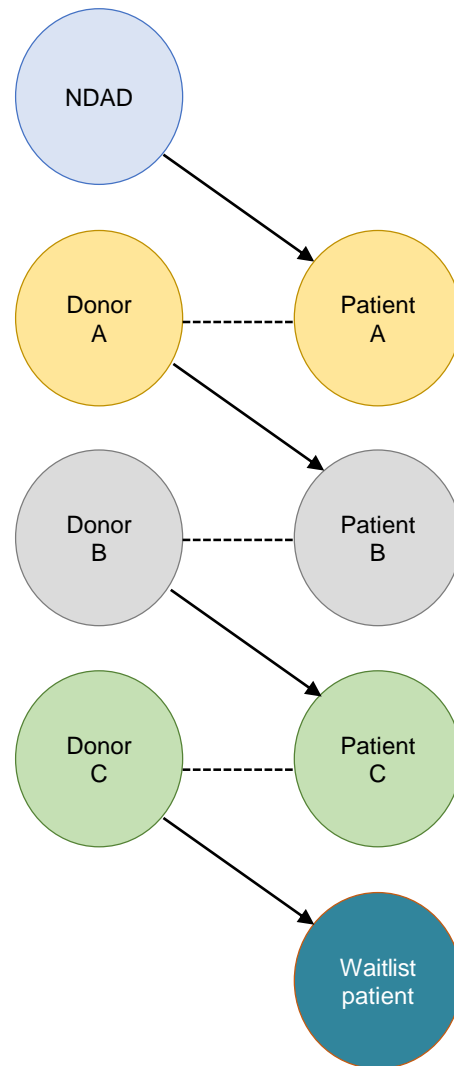 NDAD
Donor
A
Patient
A
Donor
B
Patient
B
Donor
C
Patient
C
Waitlist
patient